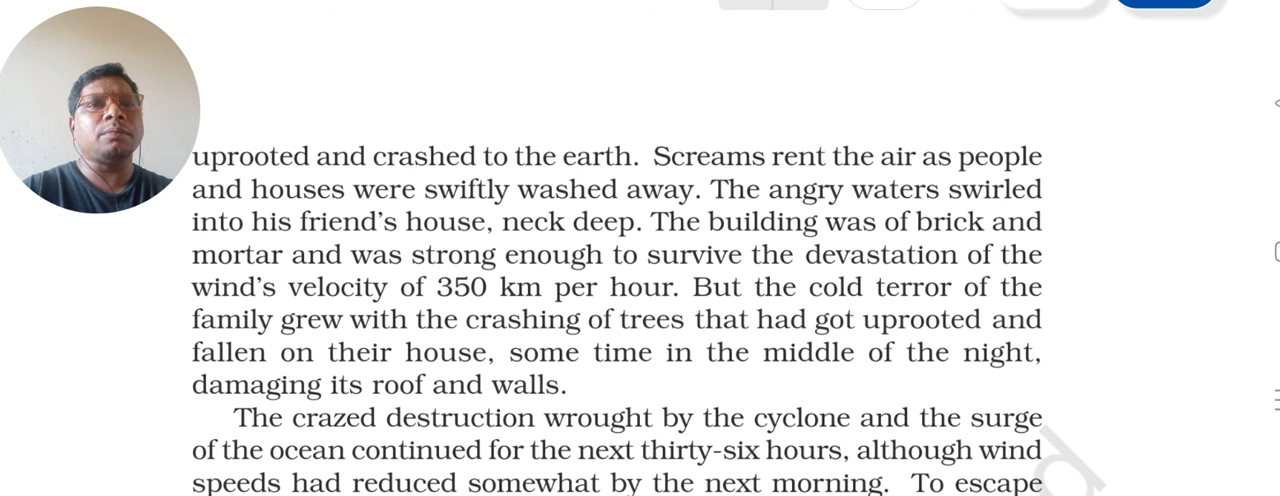 uprooted and crashed to the earth. Screams rent the air as people
and houses were swiftly washed away. The angry waters swirled
into his friend's house, neck deep. The building was of brick and
mortar and was strong enough to survive the devastation of the
wind's velocity of 350 km per hour. But the cold terror of the
family grew with the crashing of trees that had got uprooted and
fallen on their house, some time in the middle of the night,
damaging its roof and walls.
The crazed destruction wrought by the cyclone and the surge
of the ocean continued for the next thirty-six hours, although wind
speeds had reduced somewhat by the next morning. To escape